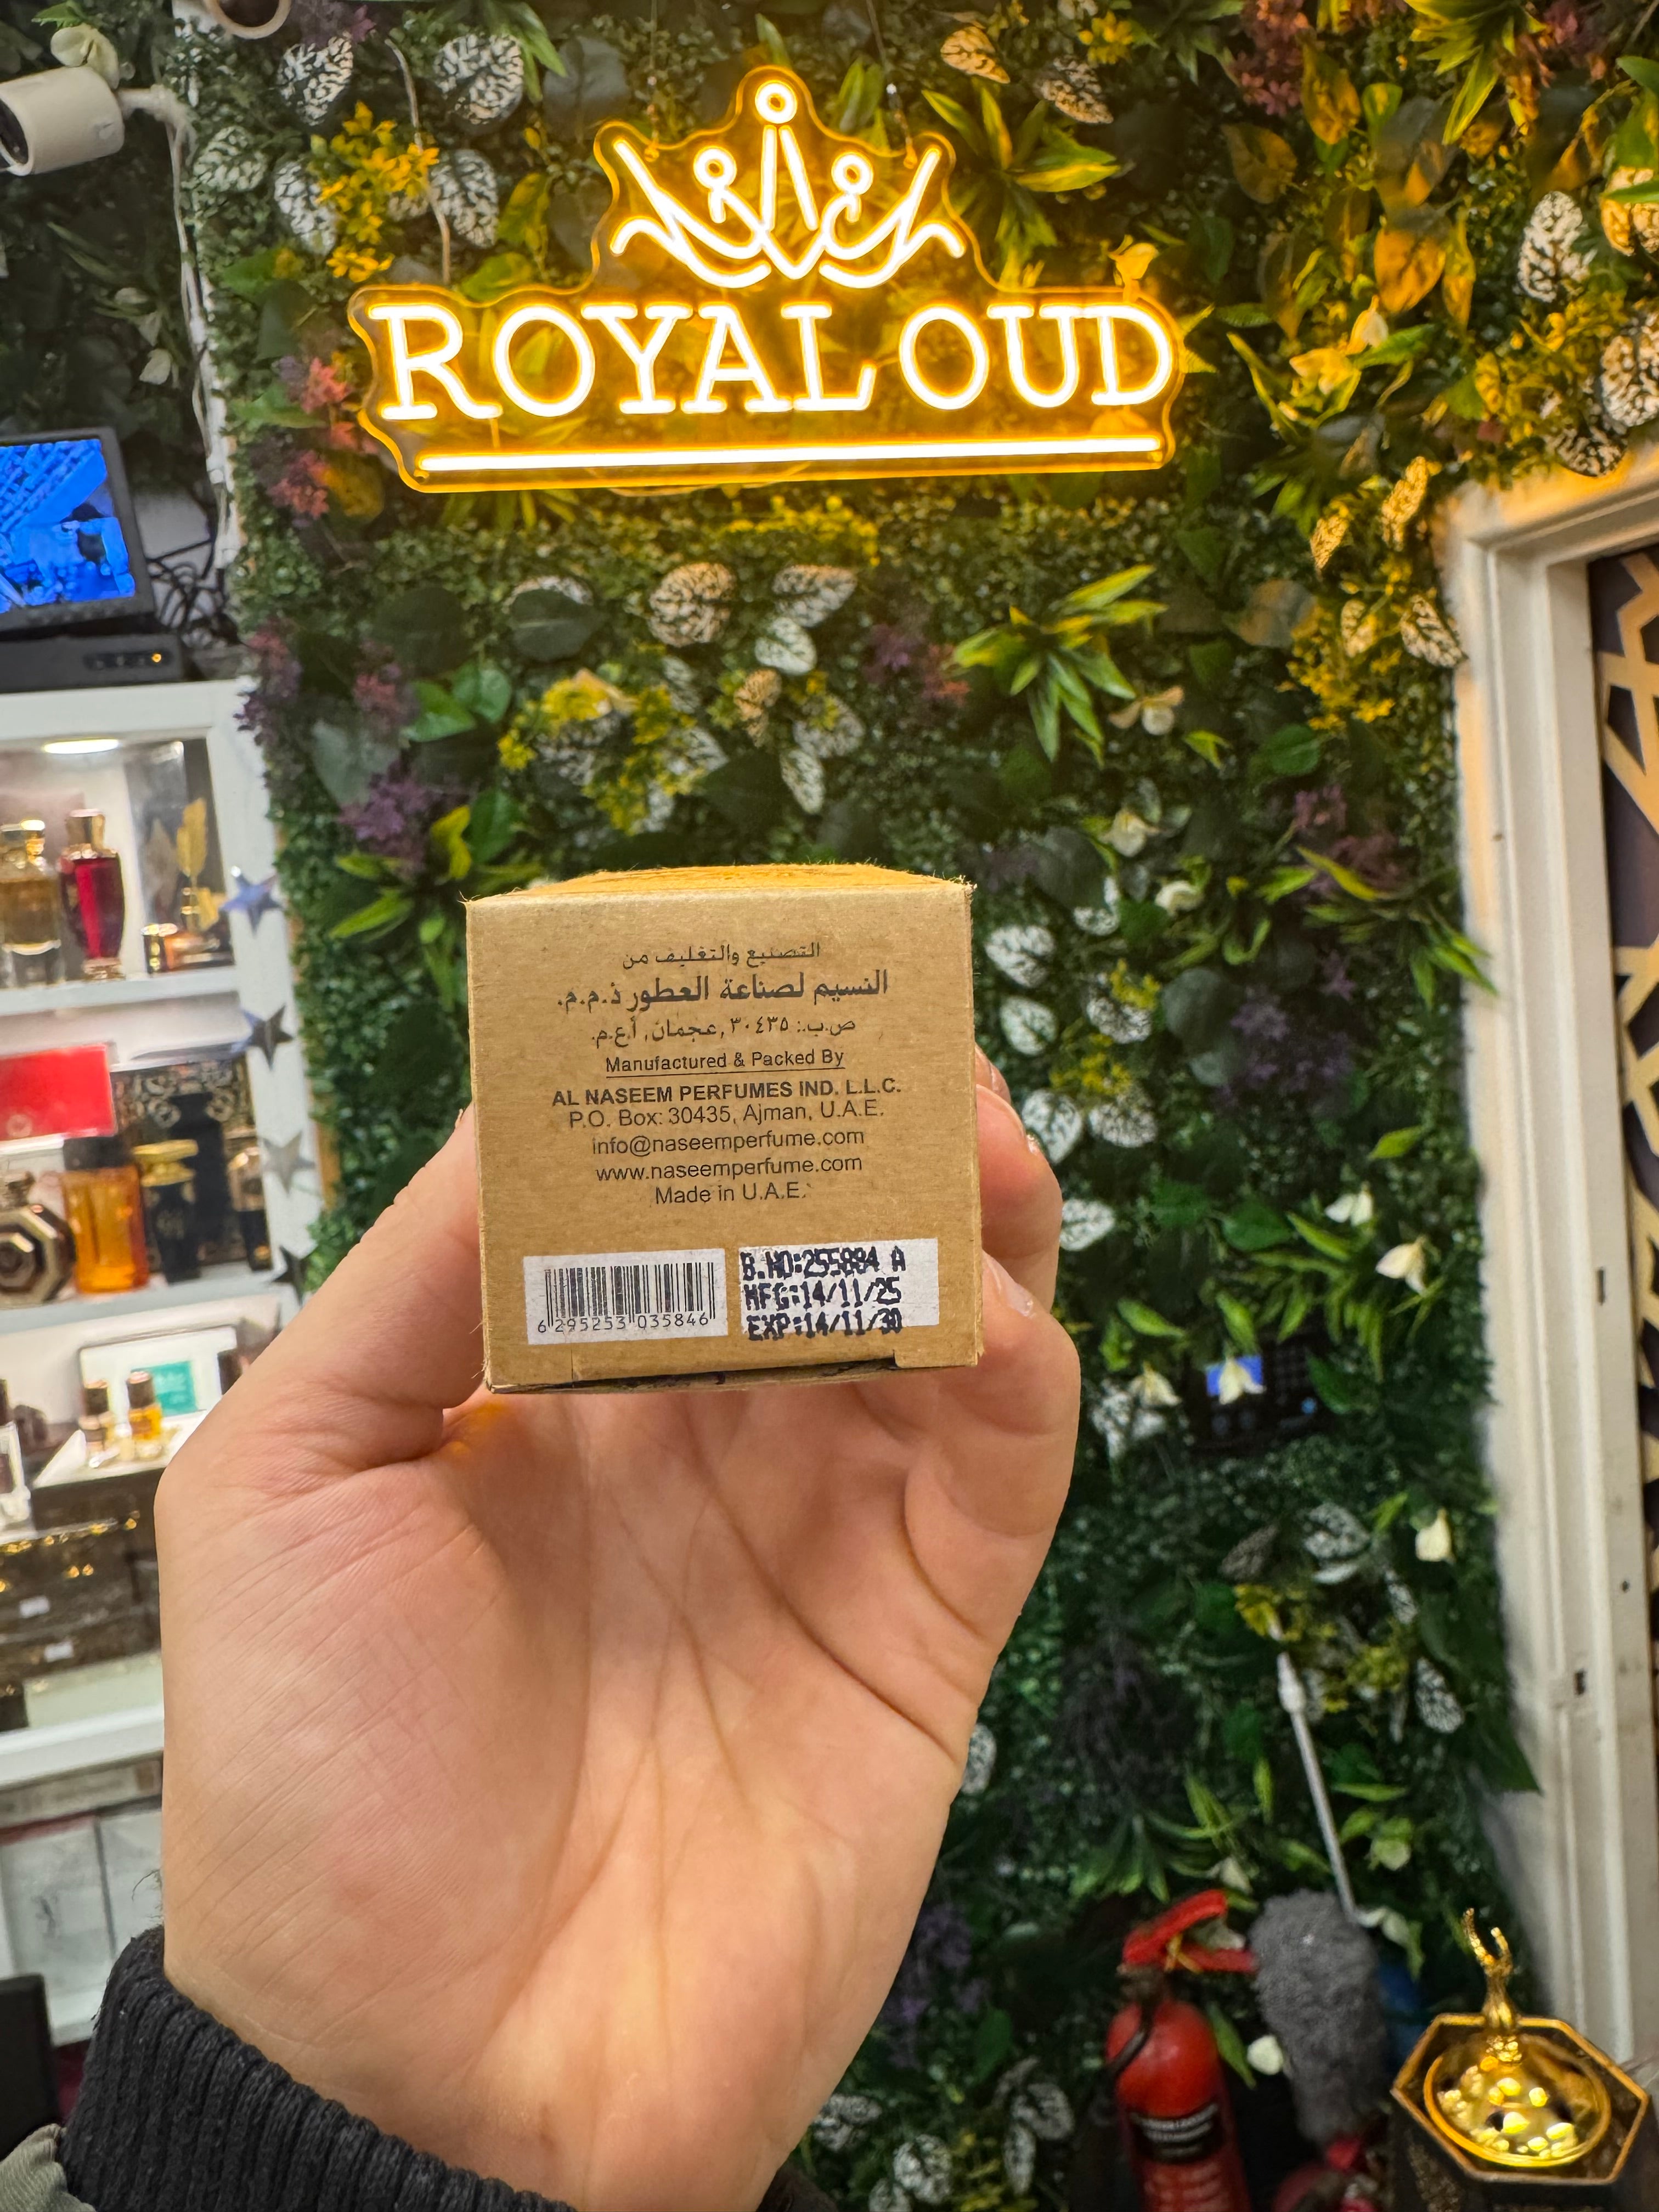 ROYAL OUD
التصنيع والتغليف من
النسيم لصناعة العطور ذ.م.م.
ص.ب.: ٣٠٤٣٥, عجمان, أ.ع.م.
Manufactured & Packed By
AL NASEEM PERFUMES IND. L.L.C.
P.O. Box: 30435, Ajman, U.A.E.
info@naseemperfume.com
www.naseemperfume.com
Made in U.A.E.
6 295253 035846
B.NO:255884 A
MFG:14/11/25
EXP:14/11/30